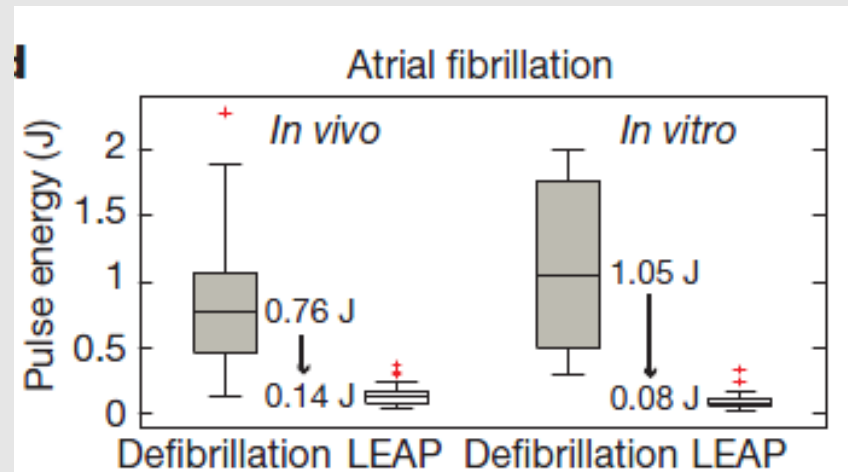 d
Atrial fibrillation
Pulse energy (J)
In vivo
In vitro
2
1.5
1
0.5
0
0.76 J
0.14 J
1.05 J
0.08 J
Defibrillation LEAP Defibrillation LEAP